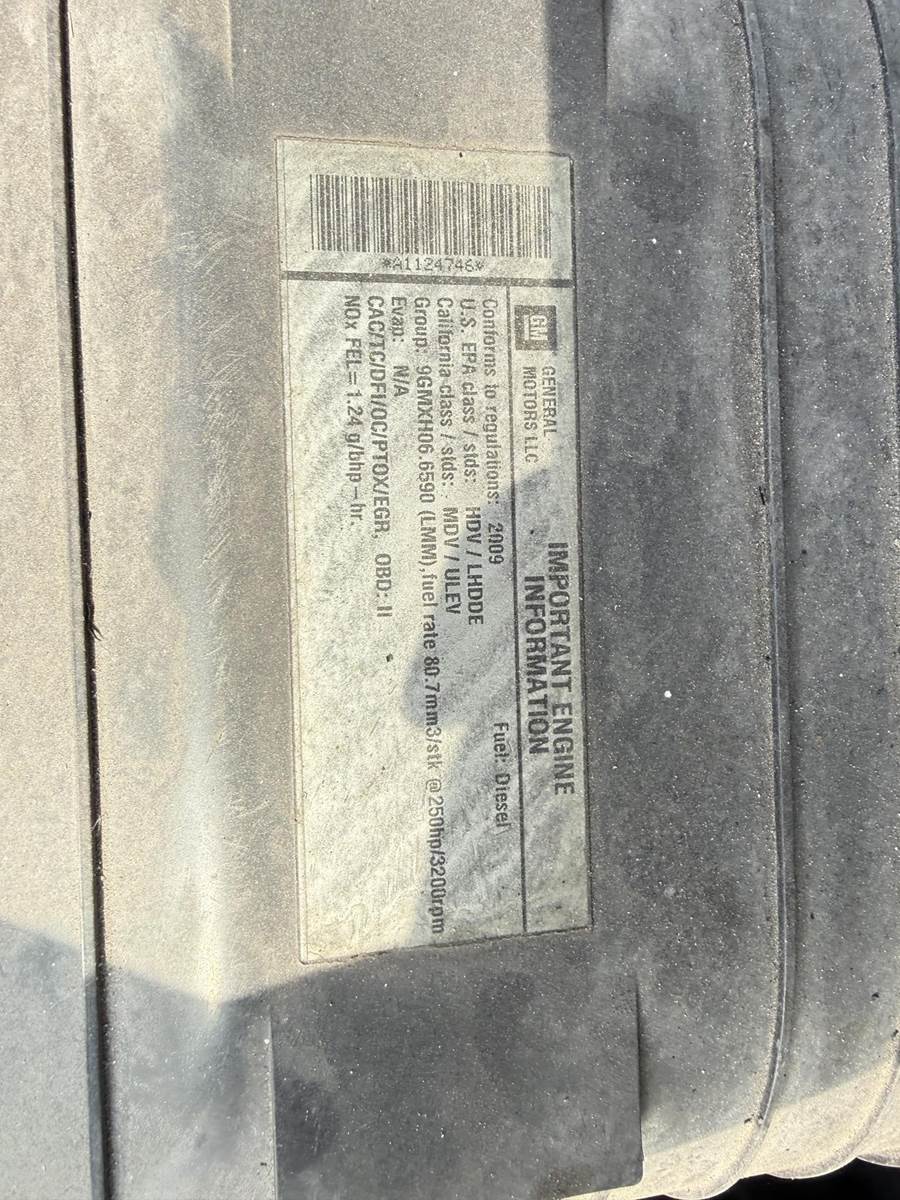 *A1124746*
GM
GENERAL
MOTORS LLC
IMPORTANT ENGINE
INFORMATION
Conforms to regulations: 2009
Fuel: Diesel
U.S. EPA class / stds: HDV / LHDDE
California class / stds: MDV / ULEV
Group: 9GMXH06.6590 (LMM), fuel rate 80.7mm3/stk @250hp/3200rpm
Evap: N/A
CAC/TC/DFI/OC/PTOX/EGR, OBD: II
NOx FEL=1.24 g/bhp-hr.